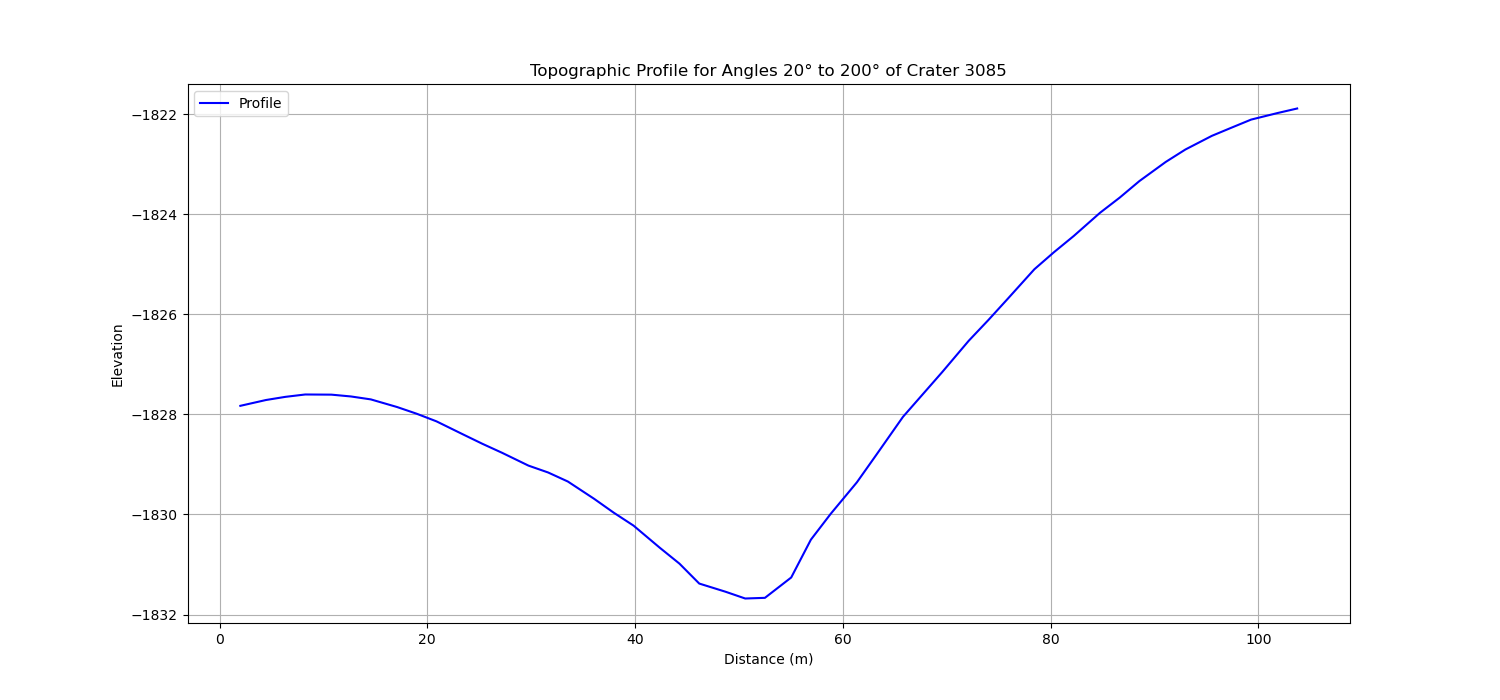 Topographic Profile for Angles 20° to 200° of Crater 3085
Profile
Elevation
−1822
−1824
−1826
−1828
−1830
−1832
0 20 40 60 80 100
Distance (m)